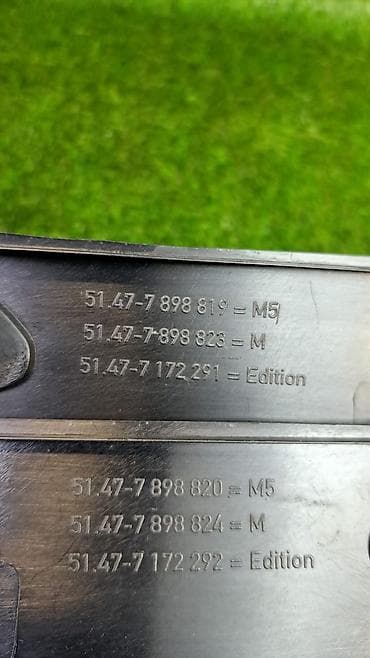 51.47-7 898 819 = M5
51.47-7 898 823 = M
51.47-7 172 291 = Edition
51.47-7 898 820 = M5
51.47-7 898 824 = M
51.47-7 172 292 = Edition